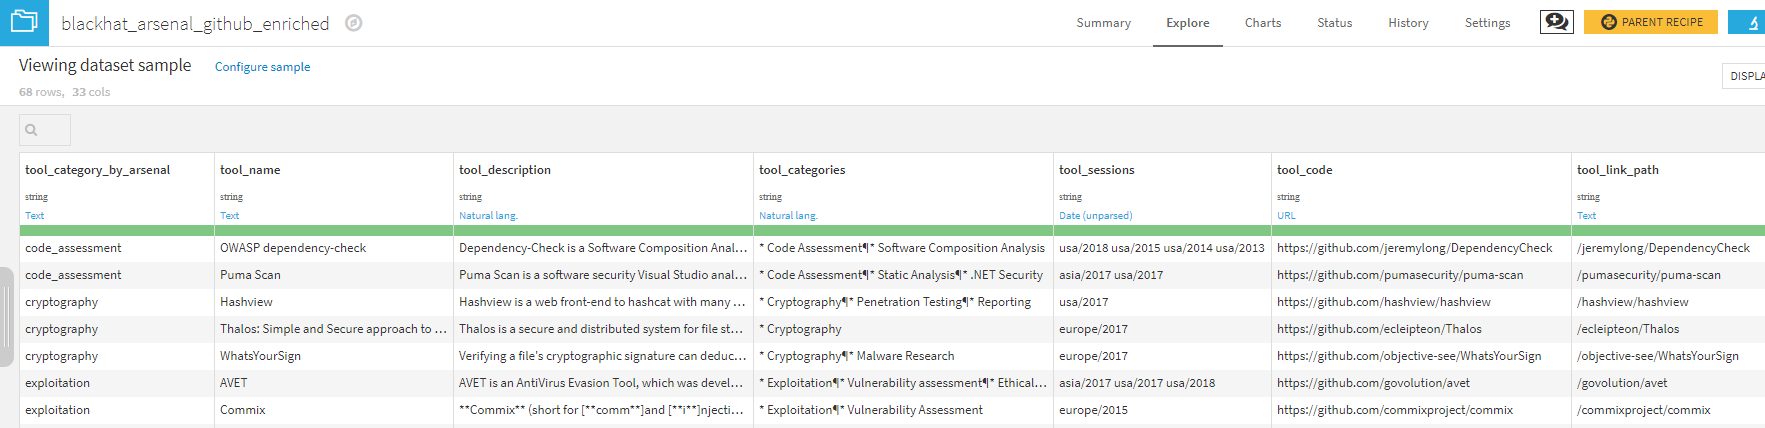 blackhat_arsenal_github_enriched Summary Explore Charts Status History Settings PARENT RECIPE
Viewing dataset sample Configure sample
68 rows, 33 cols
DISPLA
tool_category_by_arsenal tool_name tool_description tool_categories tool_sessions tool_code tool_link_path
string string string string string string string
Text Text Natural lang. Natural lang. Date (unparsed) URL Text
code_assessment OWASP dependency-check Dependency-Check is a Software Composition Anal... * Code Assessment¶* Software Composition Analysis usa/2018 usa/2015 usa/2014 usa/2013 https://github.com/jeremylong/DependencyCheck /jeremylong/DependencyCheck
code_assessment Puma Scan Puma Scan is a software security Visual Studio anal... * Code Assessment¶* Static Analysis¶* .NET Security asia/2017 usa/2017 https://github.com/pumasecurity/puma-scan /pumasecurity/puma-scan
cryptography Hashview Hashview is a web front-end to hashcat with many ... * Cryptography¶* Penetration Testing¶* Reporting usa/2017 https://github.com/hashview/hashview /hashview/hashview
cryptography Thalos: Simple and Secure approach to ... Thalos is a secure and distributed system for file st... * Cryptography europe/2017 https://github.com/ecleipteon/Thalos /ecleipteon/Thalos
cryptography WhatsYourSign Verifying a file's cryptographic signature can deduc... * Cryptography¶* Malware Research europe/2017 https://github.com/objective-see/WhatsYourSign /objective-see/WhatsYourSign
exploitation AVET AVET is an AntiVirus Evasion Tool, which was devel... * Exploitation¶* Vulnerability assessment¶* Ethical... asia/2017 usa/2017 usa/2018 https://github.com/govolution/avet /govolution/avet
exploitation Commix **Commix** (short for [**comm**]and [**i**]njecti... * Exploitation¶* Vulnerability Assessment europe/2015 https://github.com/commixproject/commix /commixproject/commix